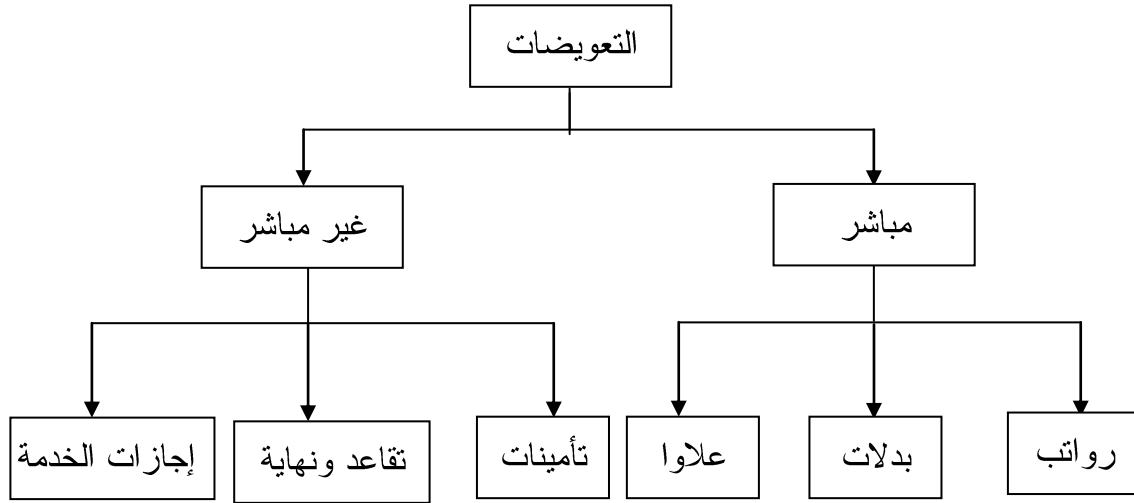 التعويضات
مباشر
غير مباشر
رواتب
بدلات
علاوا
تأمينات
تقاعد ونهاية
إجازات الخدمة